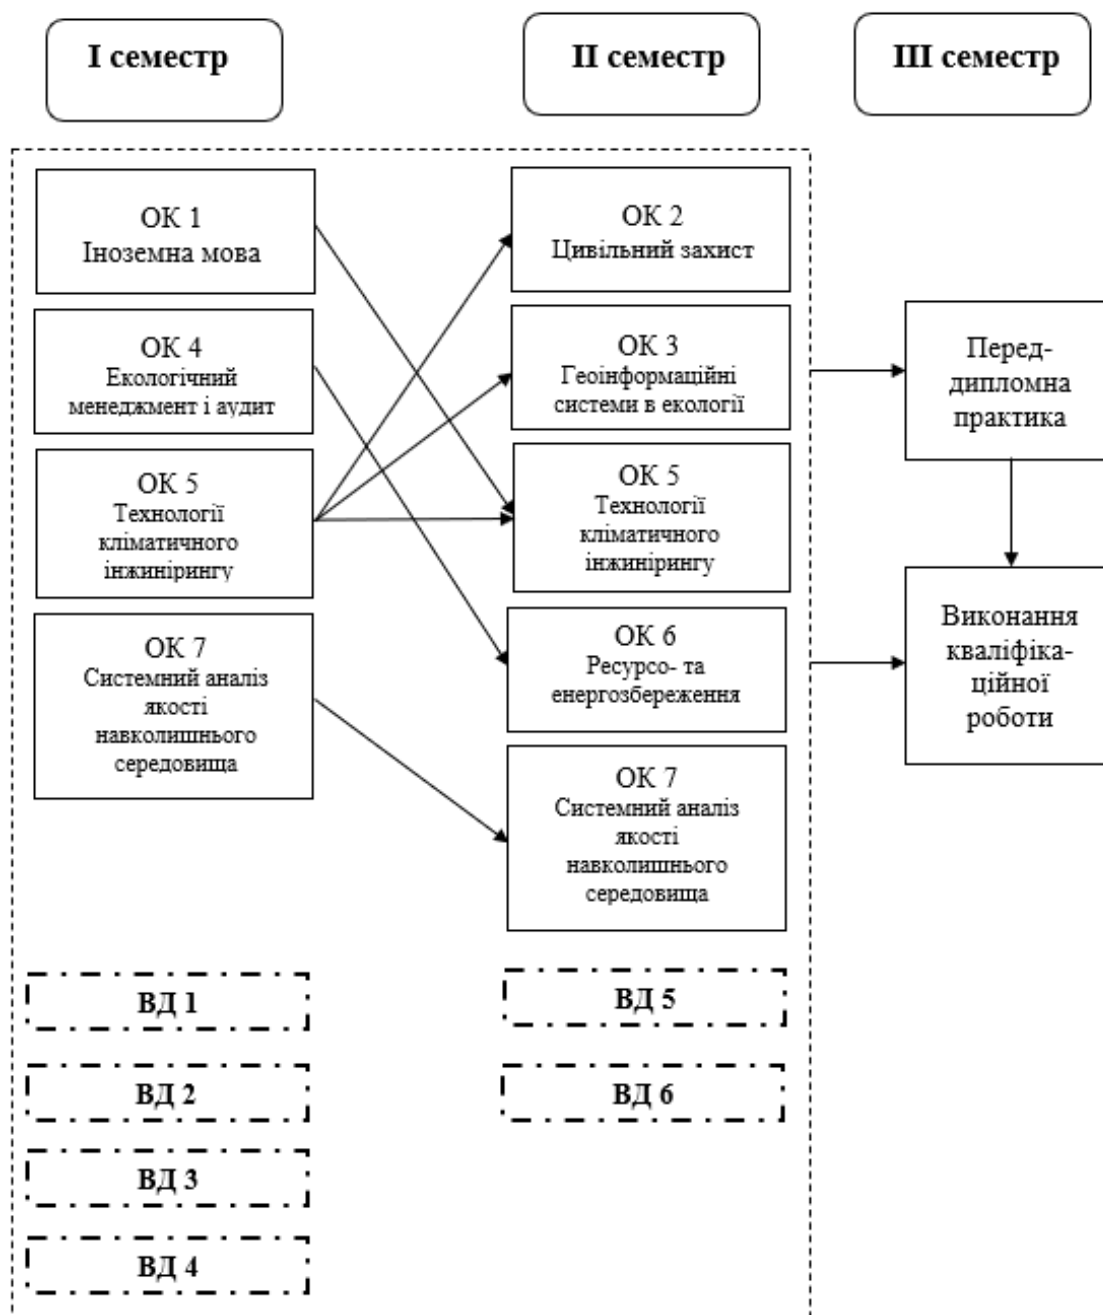 І семестр
ІІ семестр
ІІІ семестр
ОК 1
Іноземна мова
ОК 4
Екологічний
менеджмент і аудит
ОК 5
Технології
кліматичного
інжинірингу
ОК 7
Системний аналіз
якості
навколишнього
середовища
ОК 2
Цивільний захист
ОК 3
Геоінформаційні
системи в екології
ОК 5
Технології
кліматичного
інжинірингу
ОК 6
Ресурсо- та
енергозбереження
ОК 7
Системний аналіз
якості
навколишнього
середовища
Перед-
дипломна
практика
Виконання
кваліфіка-
ційної
роботи
ВД 1
ВД 2
ВД 3
ВД 4
ВД 5
ВД 6